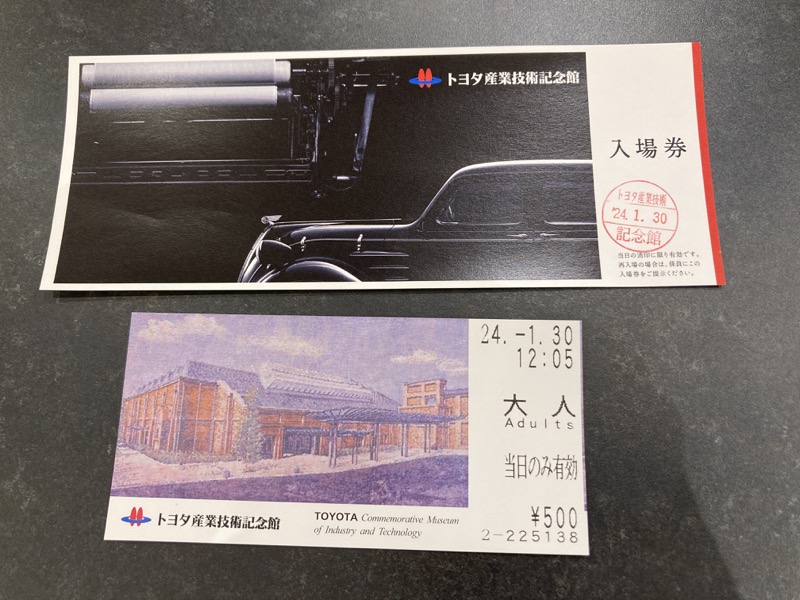 トヨタ産業技術記念館
入場券
トヨタ産業技術
'24.1.30
記念館
当日の消印に限り有効です。
再入場の場合は、係員にこの
入場券をご提示ください。
24.-1.30
12:05
大人
Adults
当日のみ有効
¥500
2-225138
トヨタ産業技術記念館
TOYOTA Commemorative Museum
of Industry and Technology